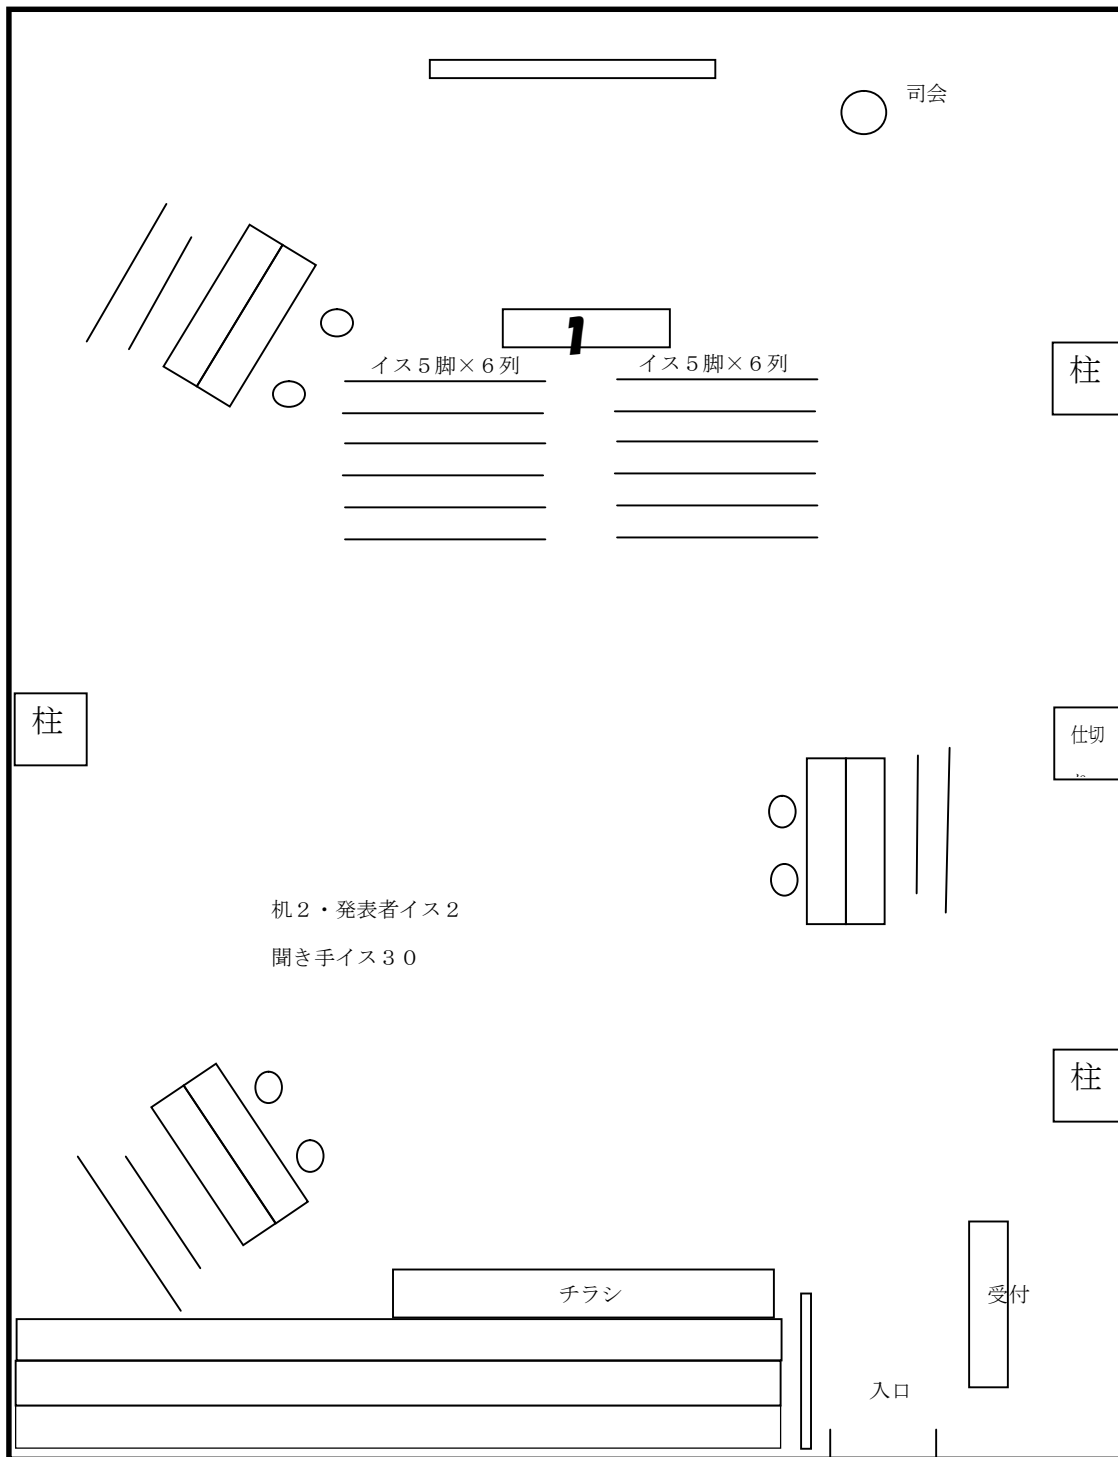 司会
1
イス５脚×６列
イス５脚×６列
柱
柱
仕切
机２・発表者イス２
聞き手イス３０
柱
チラシ
受付
入口